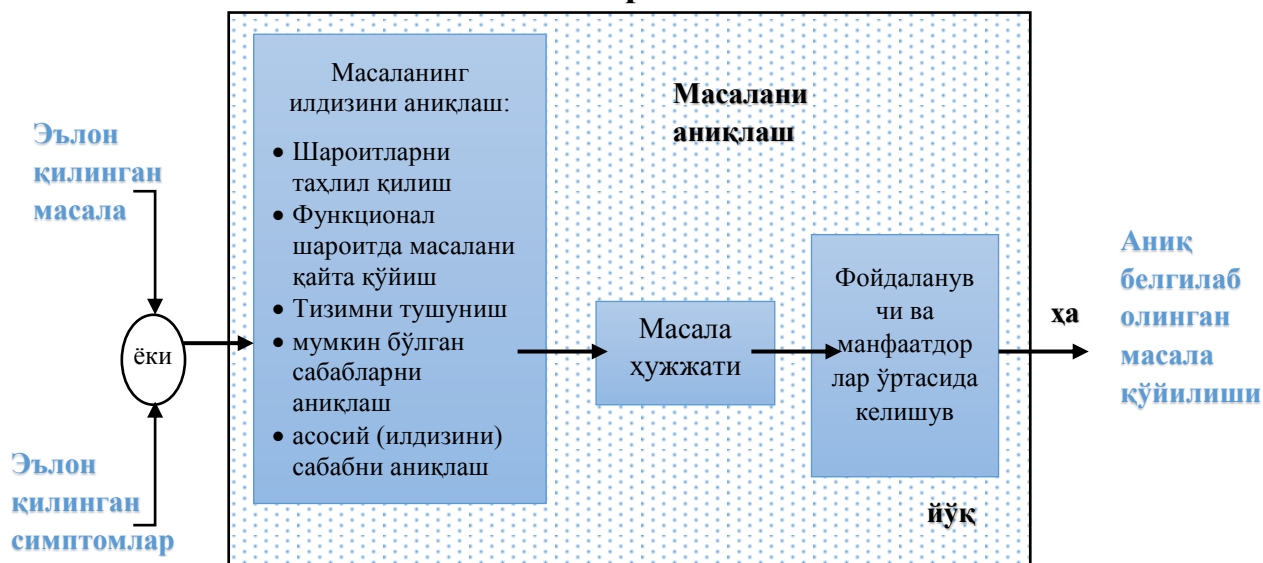 Эълон
қилинган
масала
ёки
Эълон
қилинган
симптомлар
Масаланинг
илдизини аниқлаш:
• Шароитларни
таҳлил қилиш
• Функционал
шароитда масалани
қайта қўйиш
• Тизимни тушуниш
• мумкин бўлган
сабабларни
аниқлаш
• асосий (илдизини)
сабабни аниқлаш
Масалани
аниқлаш
Масала
ҳужжати
Фойдаланув
чи ва
манфаатдор
лар ўртасида
келишув
йўқ
ҳа
Аниқ
белгилаб
олинган
масала
қўйилиши